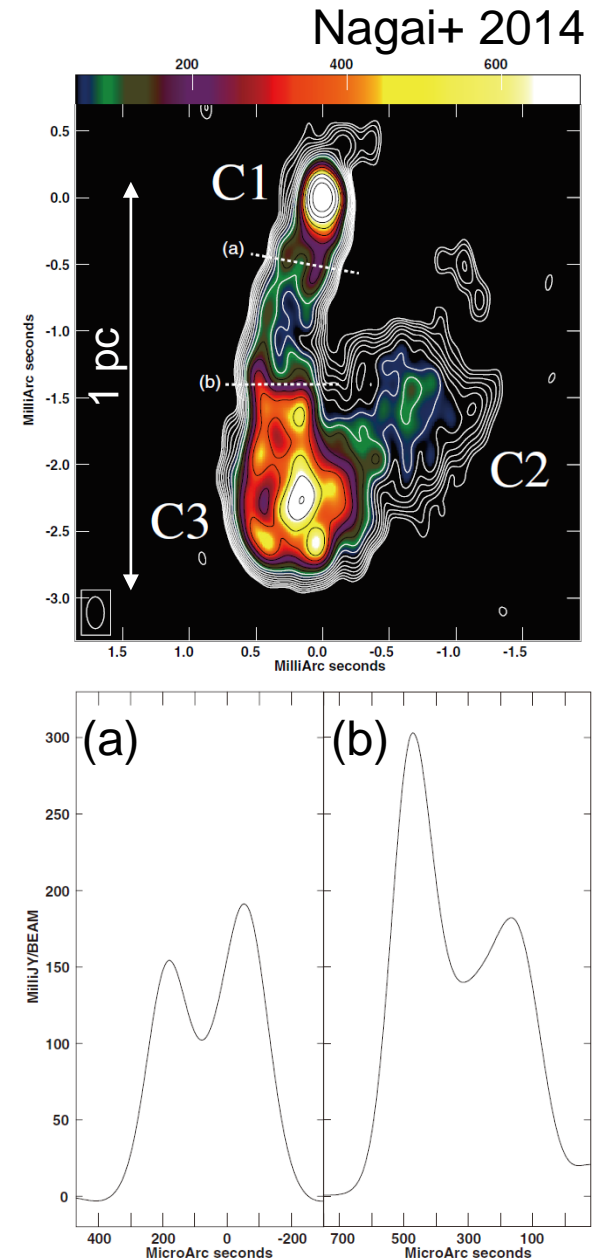 Nagai+ 2014
200 400 600
0.5
C1
0.0
(a)
-0.5
-1.0
1 pc
MilliArc seconds
(b)
-1.5
C2
-2.0
C3
-2.5
-3.0
1.5 1.0 0.5 0.0 -0.5 -1.0 -1.5
MilliArc seconds
(a) (b)
300
250
200
MilliJY/BEAM
150
100
50
0
400 200 0 -200 700 500 300 100
MicroArc seconds MicroArc seconds